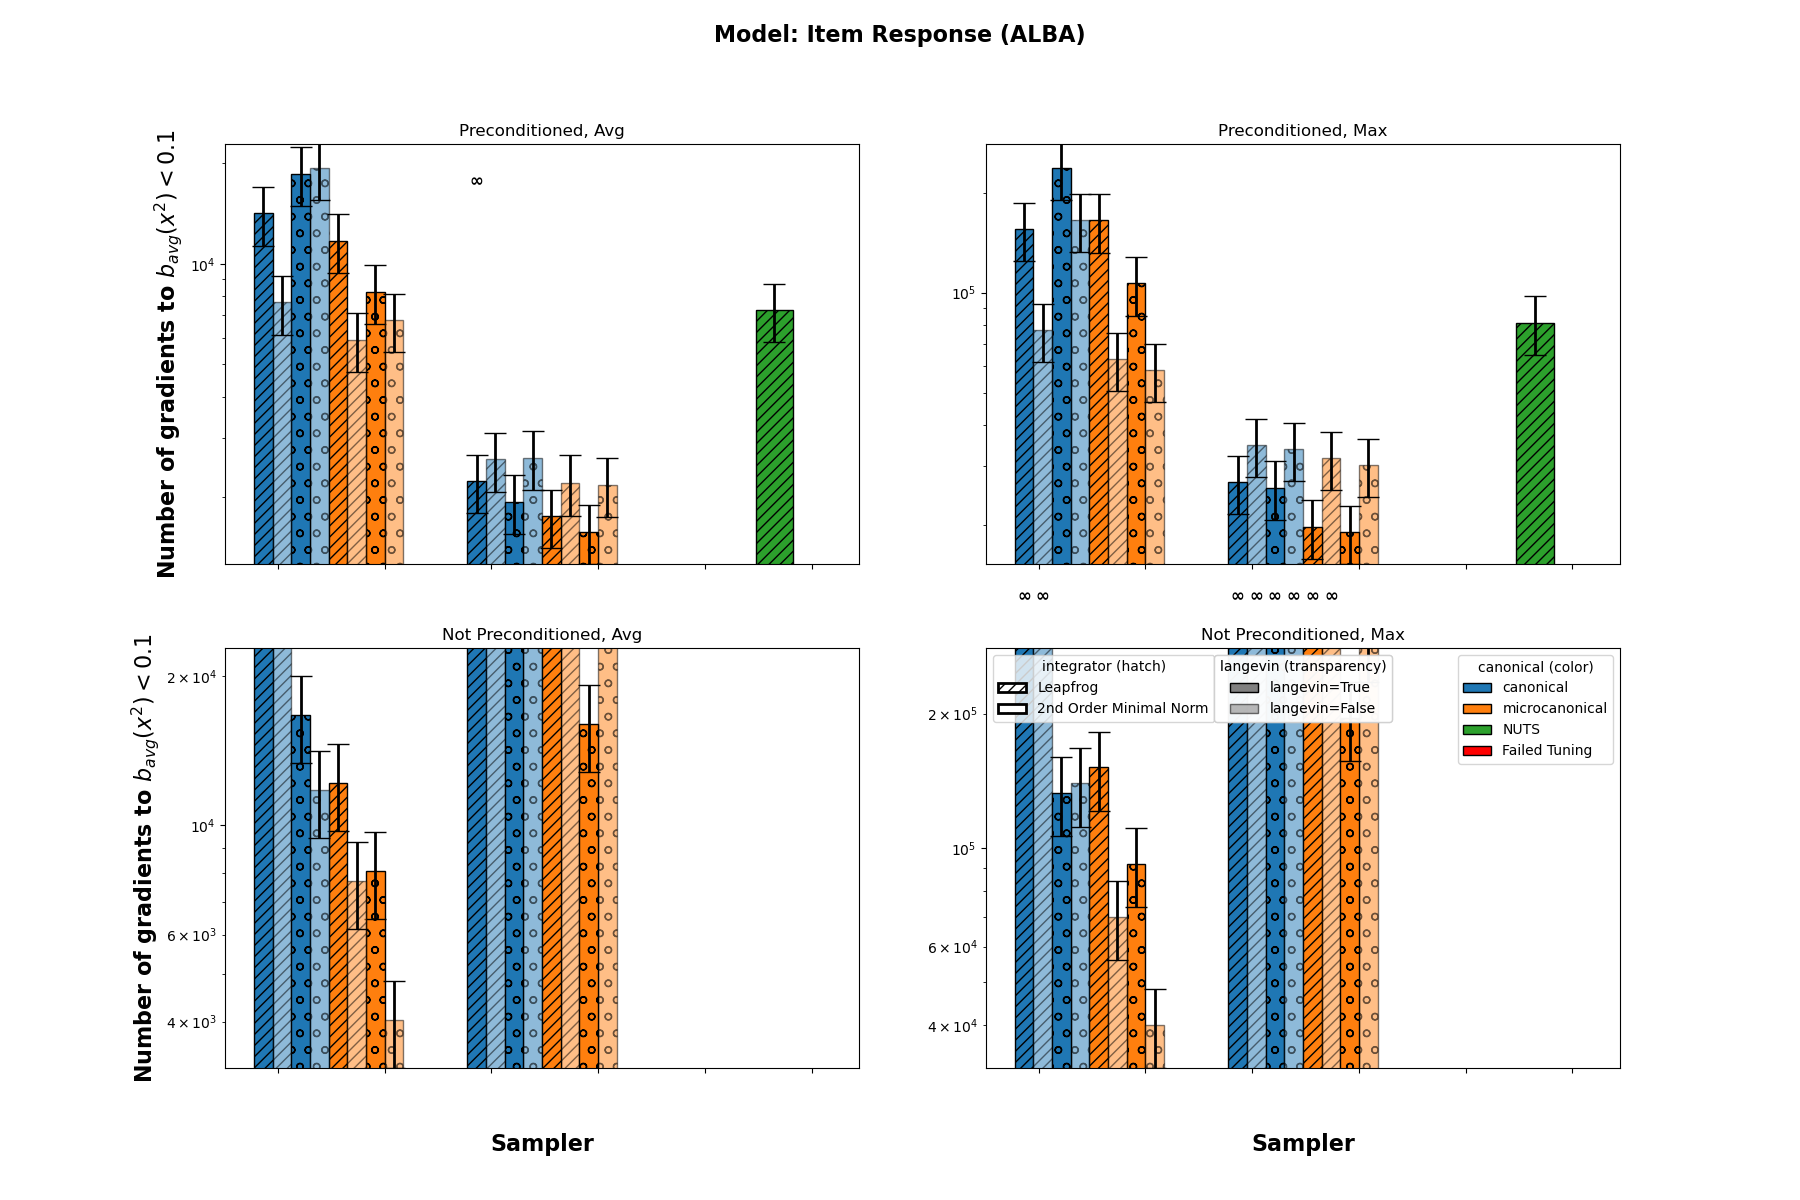 Model: Item Response (ALBA)
Preconditioned, Avg
Number of gradients to b_{avg}(x^2) < 0.1
10^4
∞
Preconditioned, Max
10^5
Not Preconditioned, Avg
Number of gradients to b_{avg}(x^2) < 0.1
2 × 10^4
10^4
6 × 10^3
4 × 10^3
Sampler
∞ ∞ ∞ ∞ ∞ ∞ ∞ ∞
Not Preconditioned, Max
2 × 10^5
10^5
6 × 10^4
4 × 10^4
integrator (hatch)
Leapfrog
2nd Order Minimal Norm
langevin (transparency)
langevin=True
langevin=False
canonical (color)
canonical
microcanonical
NUTS
Failed Tuning
Sampler